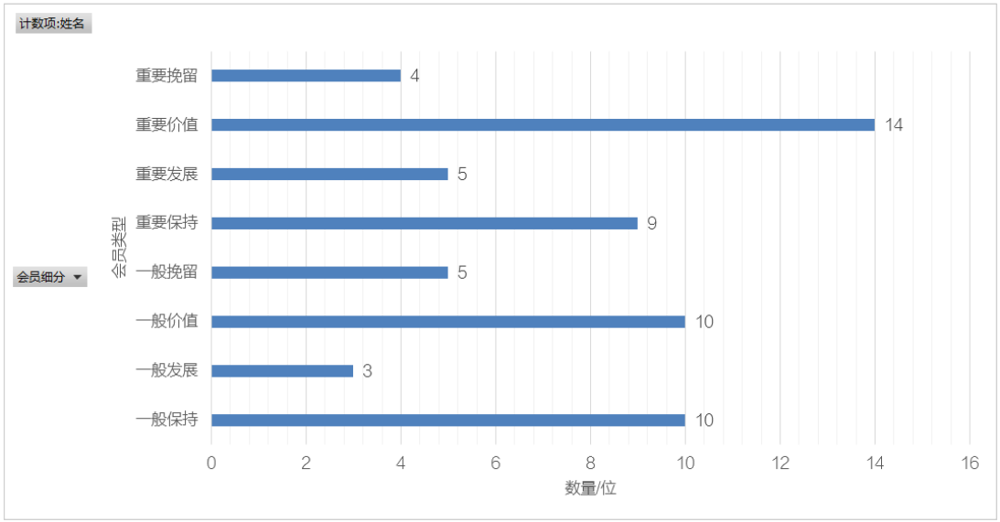 计数项:姓名
重要挽留
4
重要价值
14
重要发展
5
重要保持
9
会员类型
一般挽留
5
会员细分
一般价值
10
一般发展
3
一般保持
10
0 2 4 6 8 10 12 14 16
数量/位